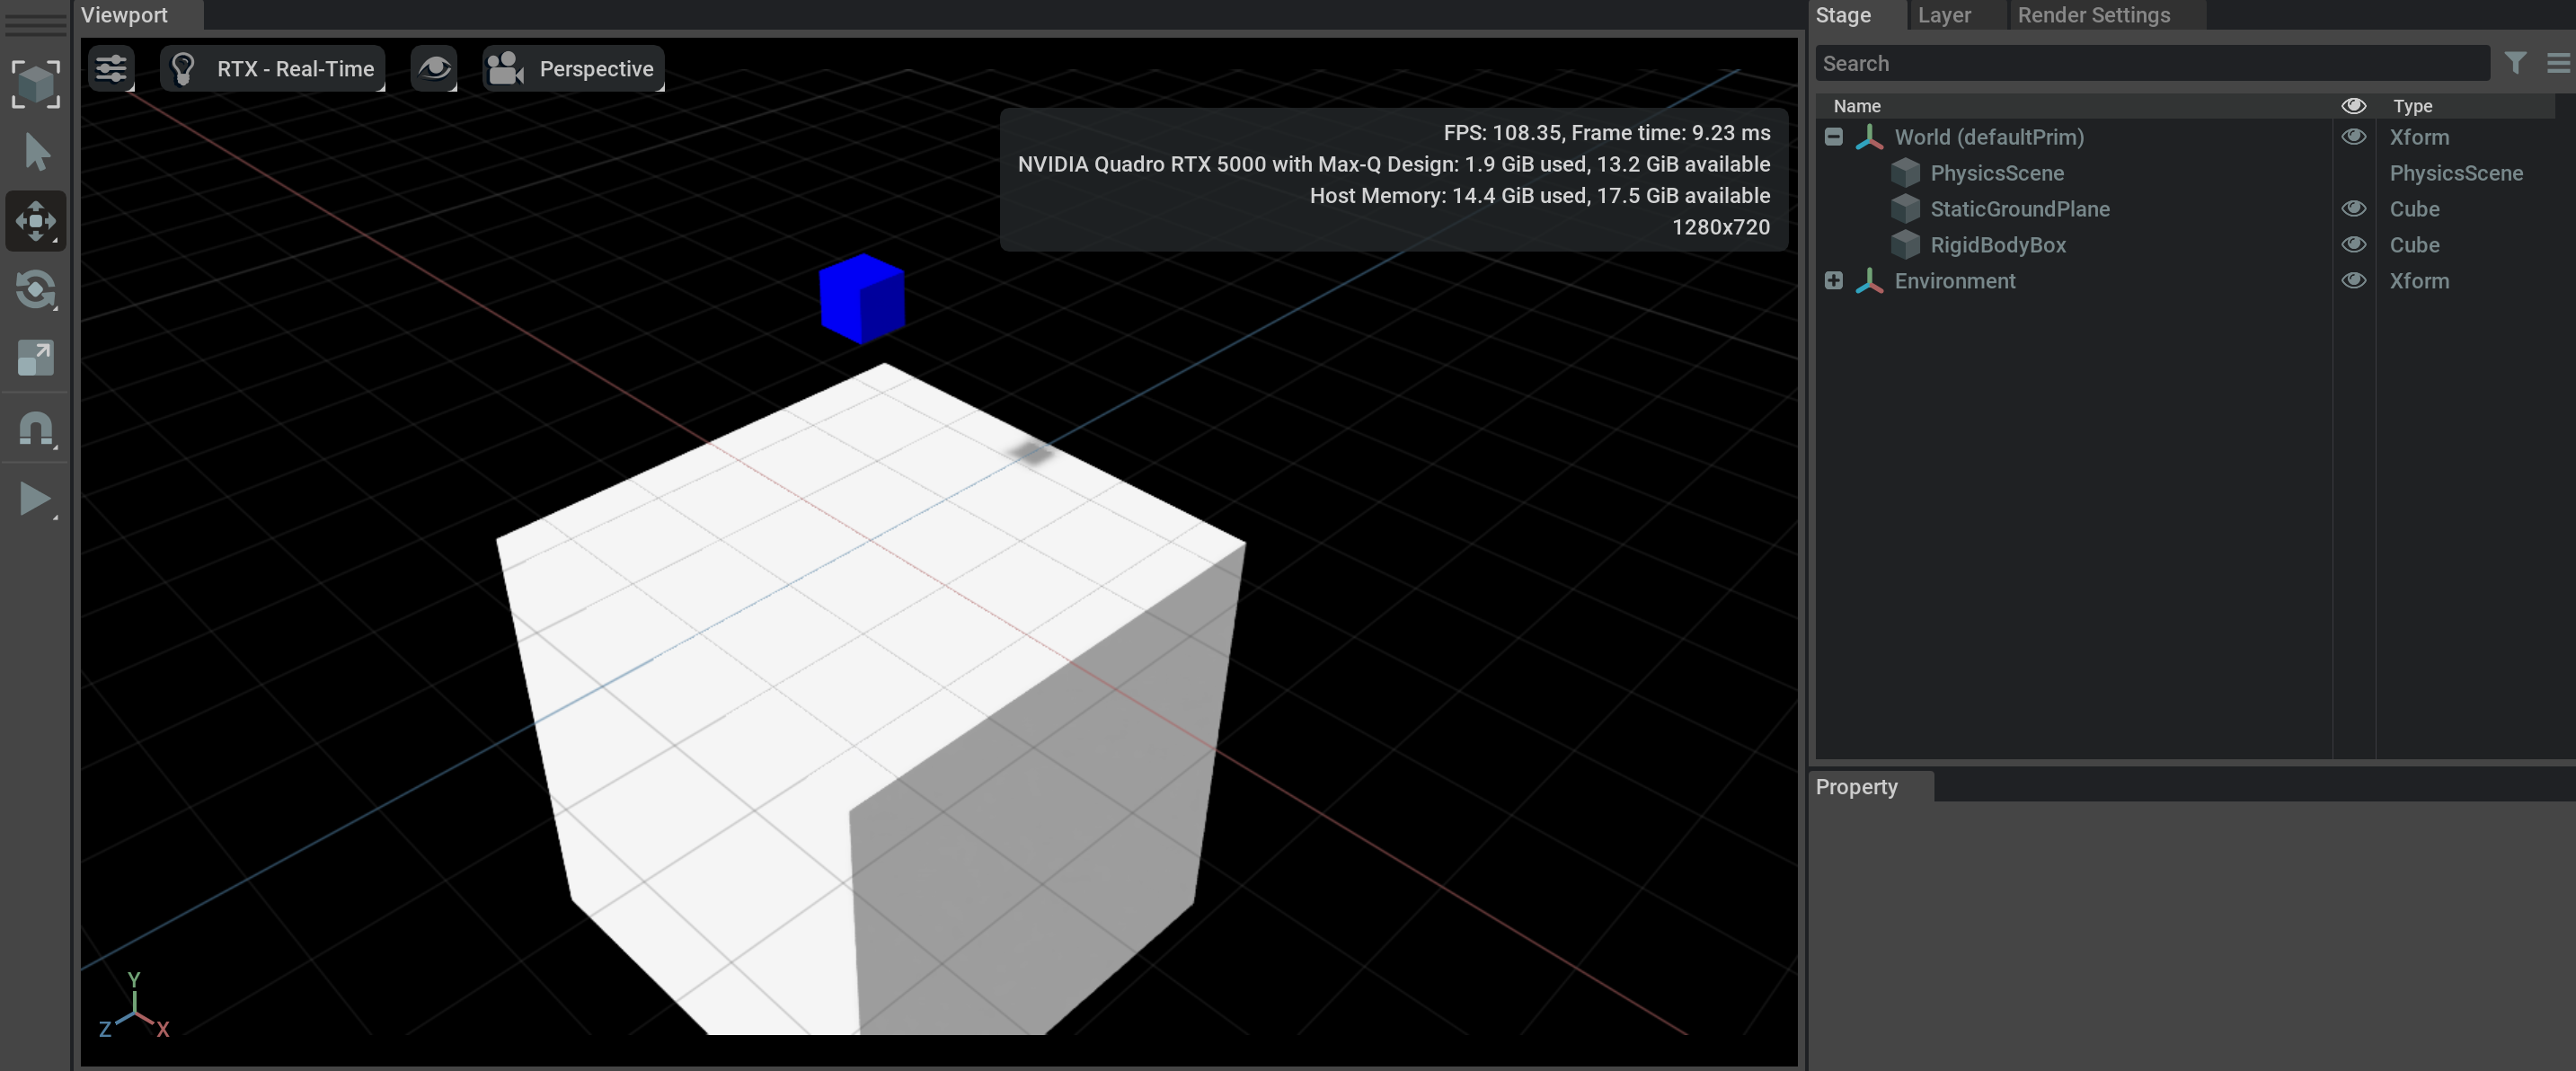 Viewport
RTX - Real-Time
Perspective
FPS: 108.35, Frame time: 9.23 ms
NVIDIA Quadro RTX 5000 with Max-Q Design: 1.9 GiB used, 13.2 GiB available
Host Memory: 14.4 GiB used, 17.5 GiB available
1280x720
Y
Z
X
Stage
Layer
Render Settings
Search
Name
Type
World (defaultPrim)
Xform
PhysicsScene
PhysicsScene
StaticGroundPlane
Cube
RigidBodyBox
Cube
Environment
Xform
Property